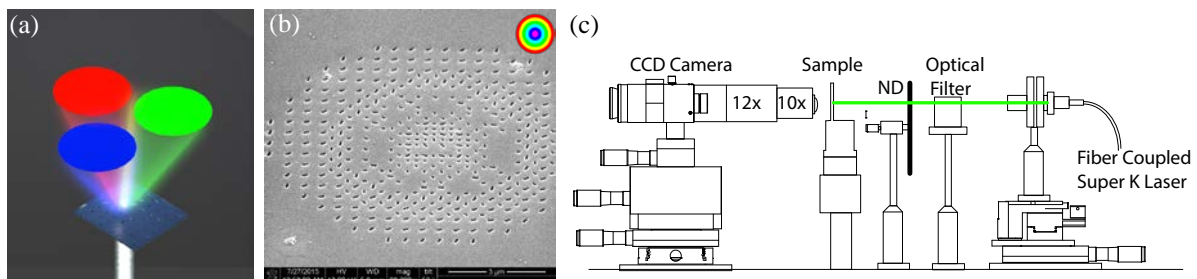 (a)
(b)
(c)
CCD Camera
12x
10x
Sample
ND
Optical
Filter
Fiber Coupled
Super K Laser
7/27/2015
HV
WD
mag
tilt
5 µm